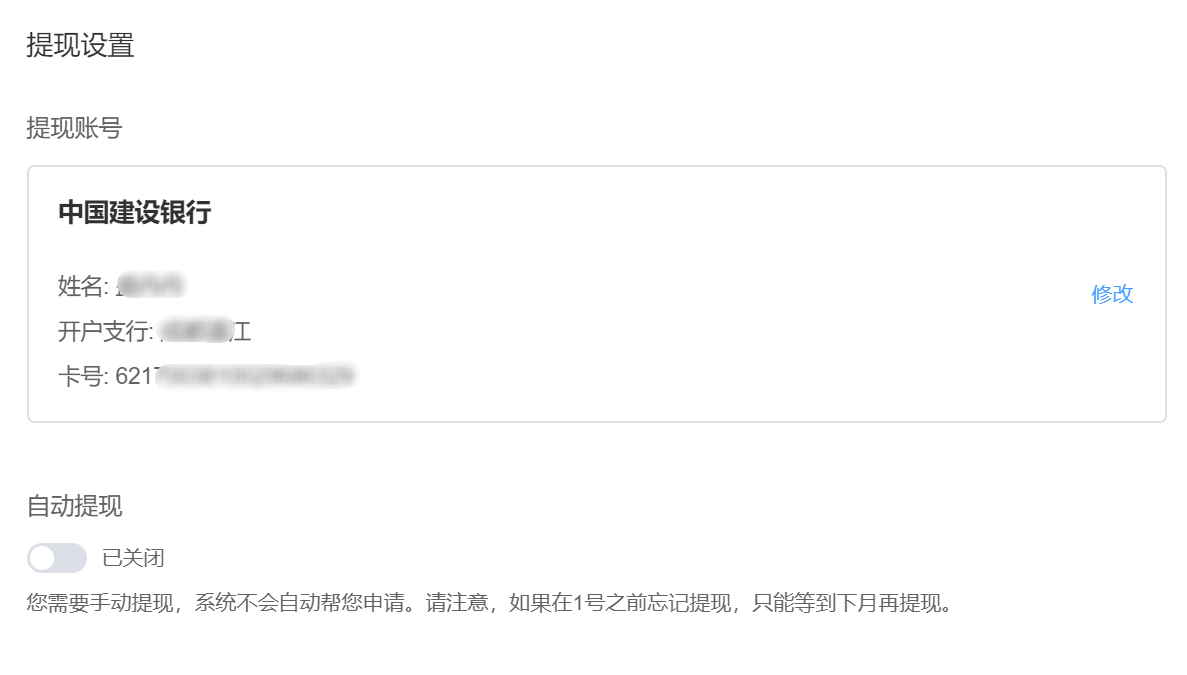 提现设置
提现账号
中国建设银行
姓名:
修改
开户支行: 江
卡号: 621
自动提现
已关闭
您需要手动提现，系统不会自动帮您申请。请注意，如果在1号之前忘记提现，只能等到下月再提现。